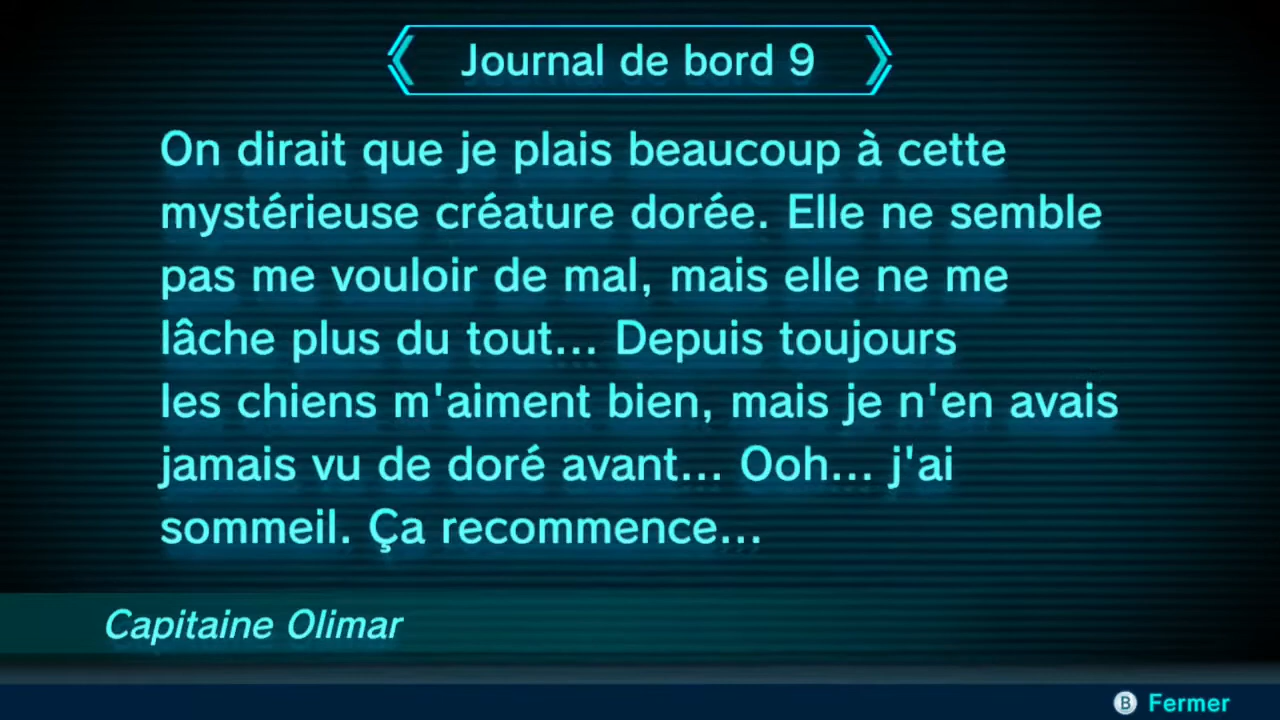 Journal de bord 9
On dirait que je plais beaucoup à cette
mystérieuse créature dorée. Elle ne semble
pas me vouloir de mal, mais elle ne me
lâche plus du tout... Depuis toujours
les chiens m'aiment bien, mais je n'en avais
jamais vu de doré avant... Ooh... j'ai
sommeil. Ça recommence...
Capitaine Olimar
B Fermer